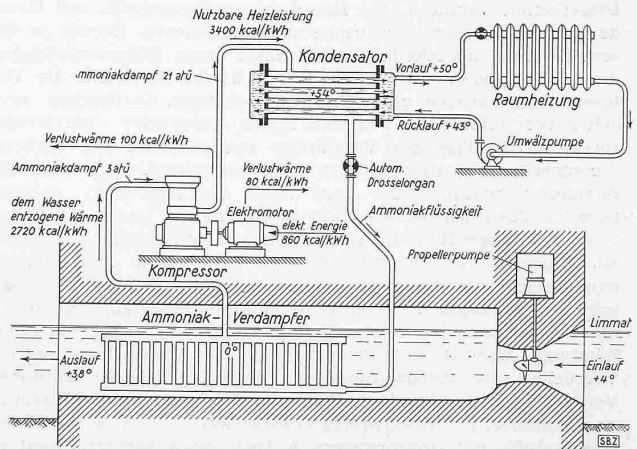 Nutzbare Heizleistung
3400 kcal/kWh
Kondensator
mmoniakdampf 21 atü
+54°
Vorlauf +50°
Raumheizung
Rücklauf +43°
Umwälzpumpe
Verlustwärme 100 kcal/kWh
Ammoniakdampf 3 atü
Verlustwärme
80 kcal/kWh
Autom.
Drosselorgan
dem Wasser
entzogene Wärme
2720 kcal/kWh
Elektromotor
elekt. Energie
860 kcal/kWh
Ammoniakflüssigkeit
Kompressor
Propellerpumpe
Ammoniak-Verdampfer
Limmat
0°
Auslauf
+3,8°
Einlauf
+4°
SBZ